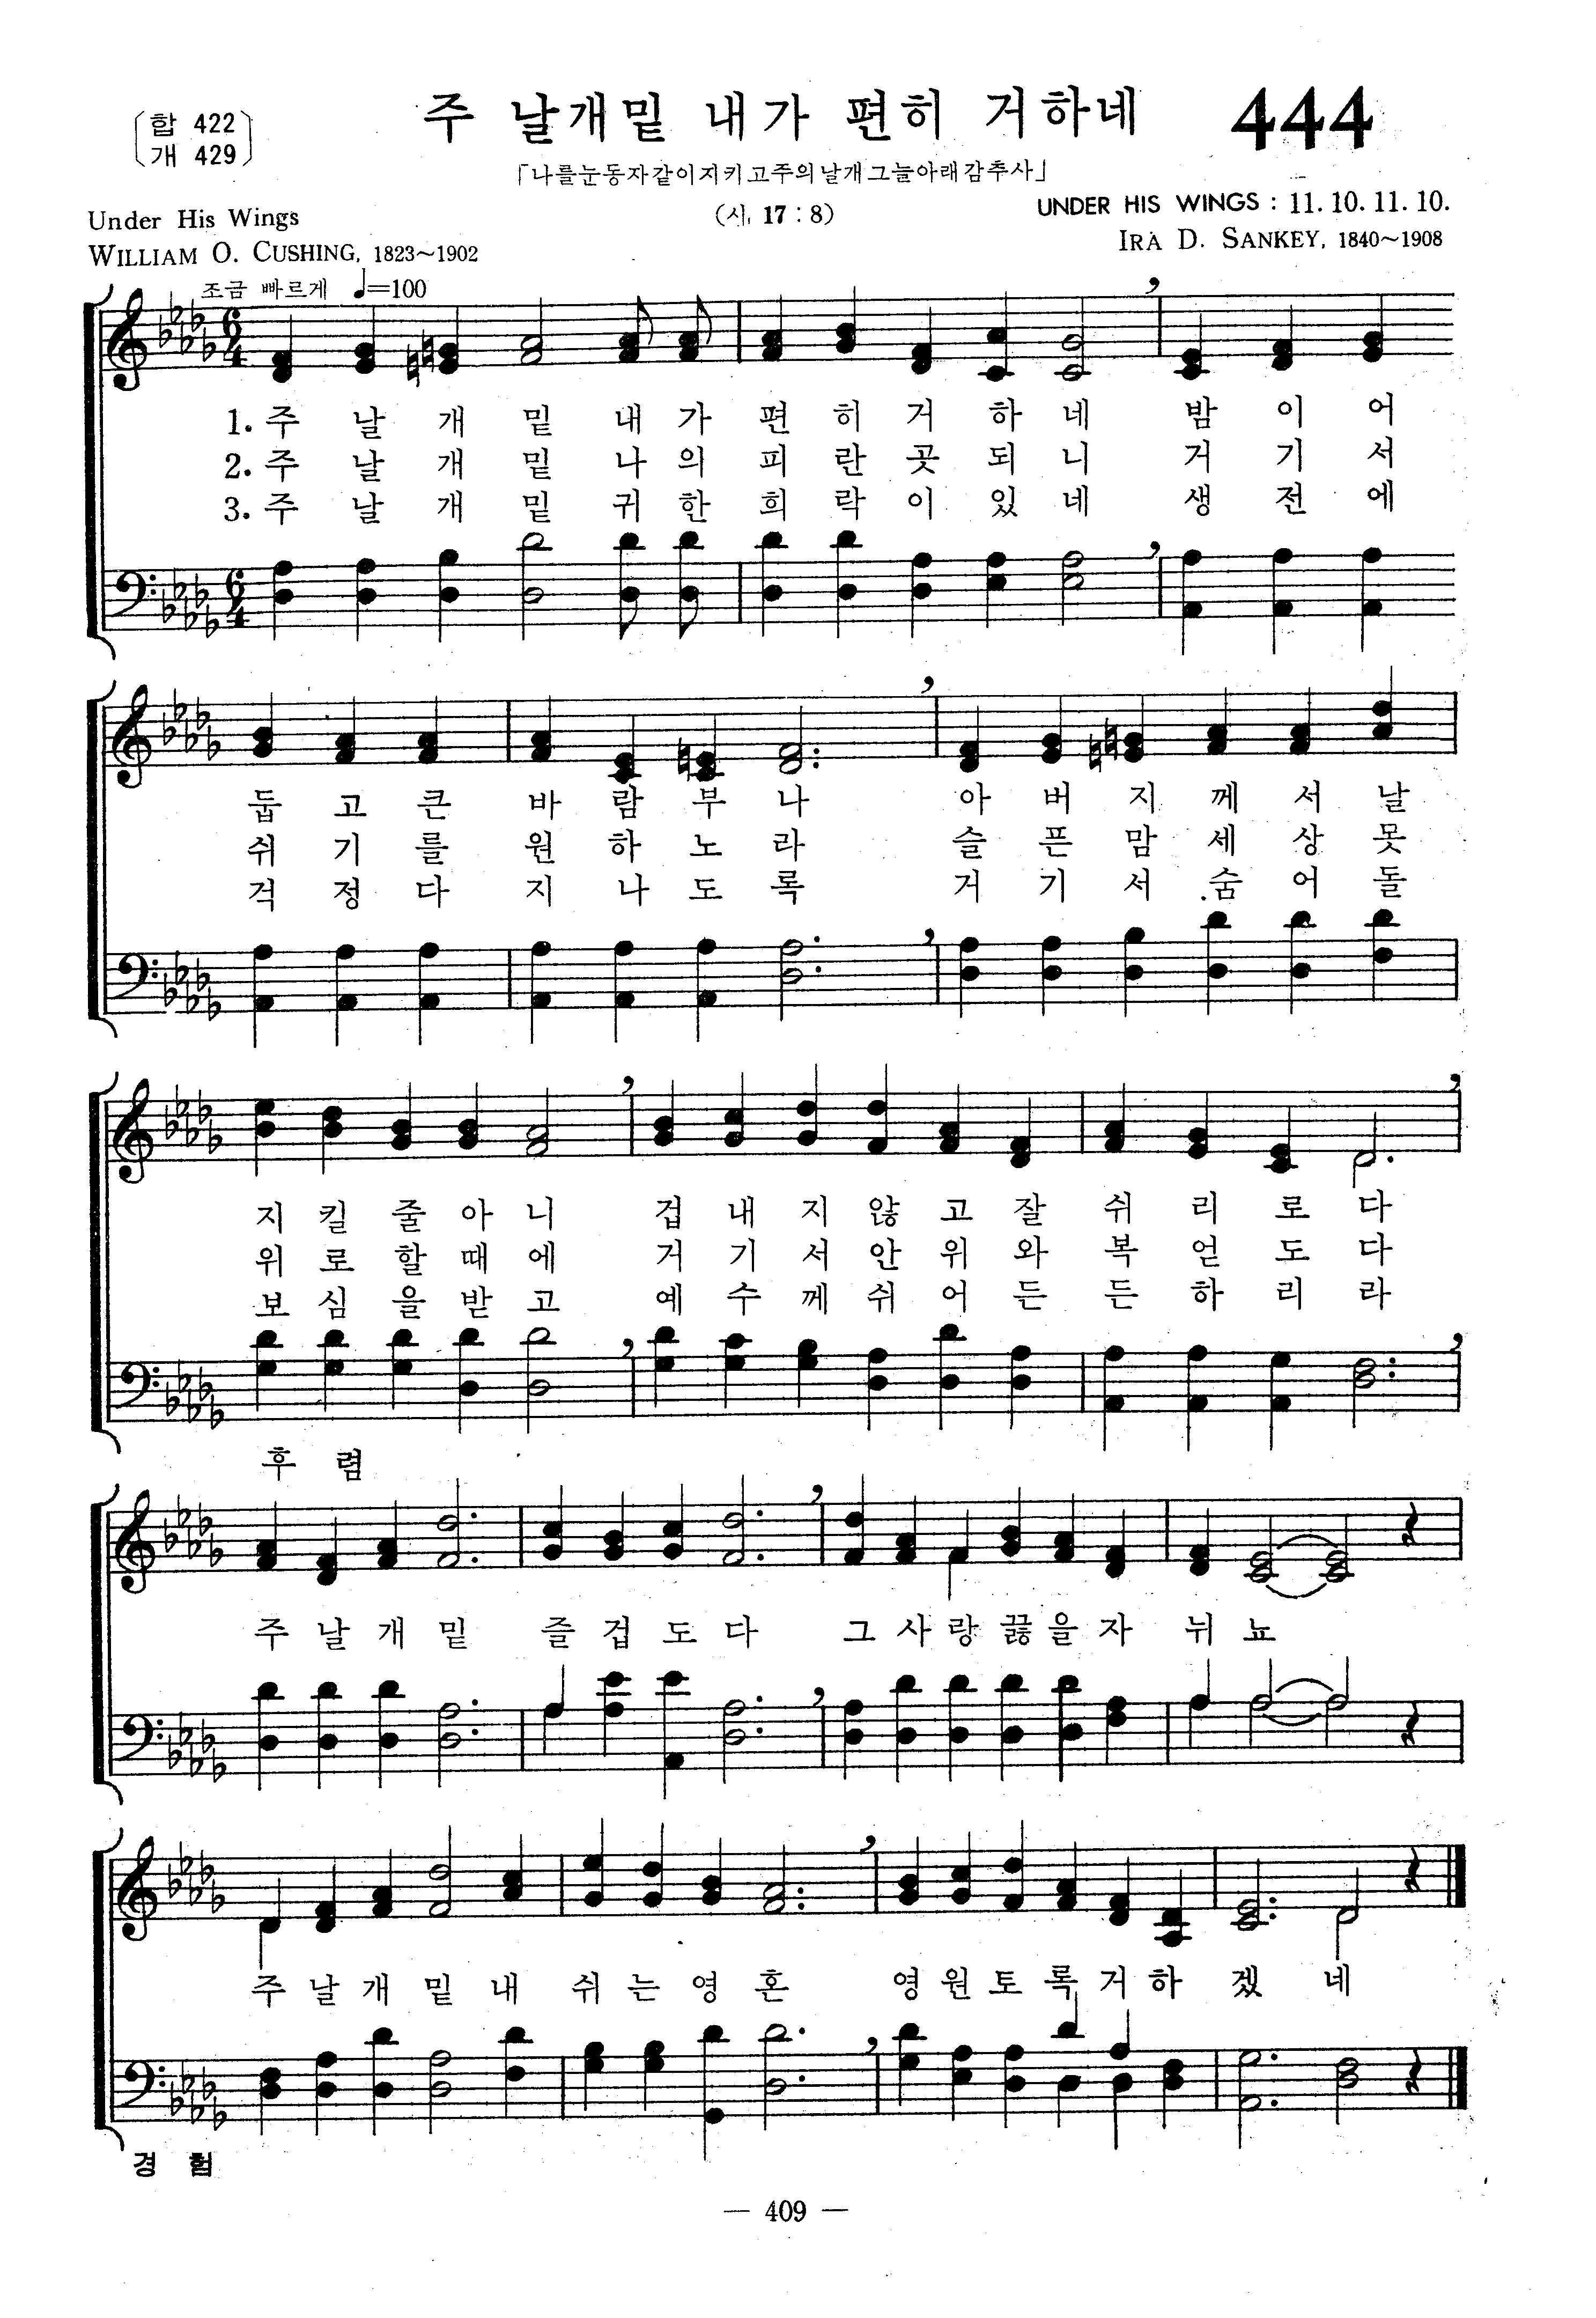 〔합 422
개 429〕
주 날개밑 내가 편히 거하네 444
「나를눈동자같이지키고주의날개그늘아래감추사」
(시, 17 : 8)
Under His Wings
WILLIAM O. CUSHING, 1823~1902
UNDER HIS WINGS : 11. 10. 11. 10.
IRA D. SANKEY, 1840~1908
조금 빠르게 ♩=100
1. 주 날 개 밑 내 가 편 히 거 하 네 밤 이 어
2. 주 날 개 밑 나 의 피 란 곳 되 니 거 기 서
3. 주 날 개 밑 귀 한 희 락 이 있 네 생 전 에
둡 고 큰 바 람 부 나 아 버 지 께 서 날
쉬 기 를 원 하 노 라 슬 픈 맘 세 상 못
걱 정 다 지 나 도 록 거 기 서 숨 어 돌
지 킬 줄 아 니 겁 내 지 않 고 잘 쉬 리 로 다
위 로 할 때 에 거 기 서 안 위 와 복 얻 도 다
보 심 을 받 고 예 수 께 쉬 어 든 든 하 리 라
후 렴
주 날 개 밑 즐 겁 도 다 그 사 랑 끊 을 자 뉘 뇨
주 날 개 밑 내 쉬 는 영 혼 영 원 토 록 거 하 겠 네
경 험
— 409 —